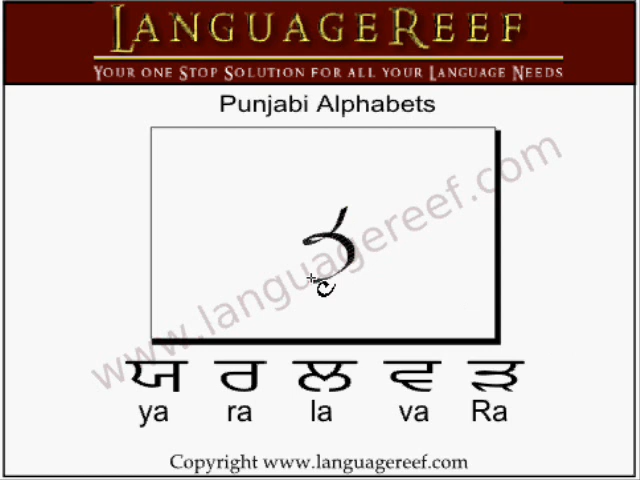 LANGUAGEREEF
YOUR ONE STOP SOLUTION FOR ALL YOUR LANGUAGE NEEDS
Punjabi Alphabets
www.languagereef.com
ਯ ਰ ਲ ਵ ੜ
ya ra la va Ra
Copyright www.languagereef.com